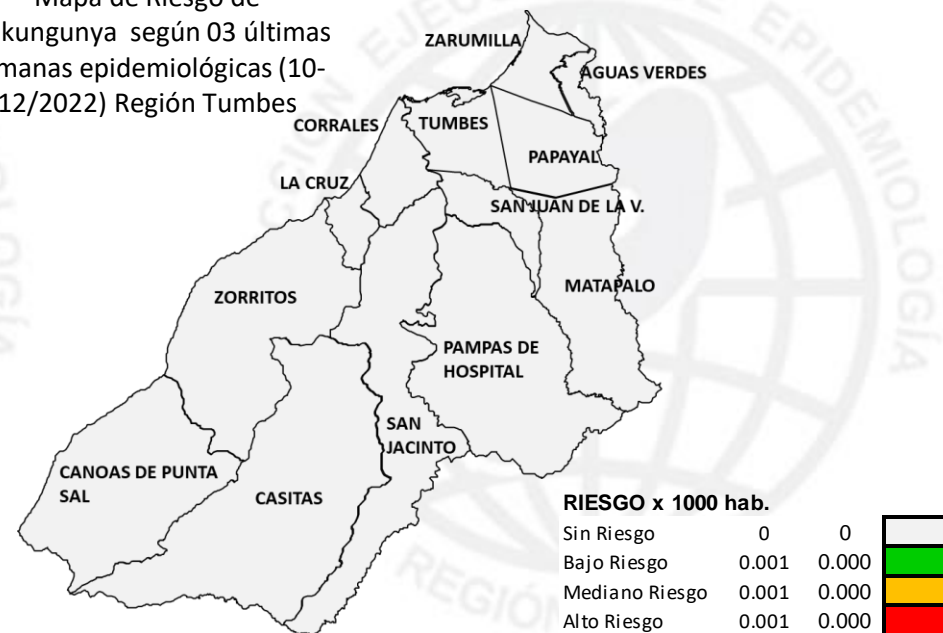 Mapa de Riesgo de
kungunya según 03 últimas
manas epidemiológicas (10-
12/2022) Región Tumbes
ZARUMILLA
AGUAS VERDES
CORRALES
TUMBES
PAPAYAL
LA CRUZ
SAN JUAN DE LA V.
MATAPALO
ZORRITOS
PAMPAS DE
HOSPITAL
SAN
JACINTO
CANOAS DE PUNTA
SAL
CASITAS
RIESGO x 1000 hab.
Sin Riesgo 0 0
Bajo Riesgo 0.001 0.000
Mediano Riesgo 0.001 0.000
Alto Riesgo 0.001 0.000
EPIDEMIOLOGÍA
REGIÓN